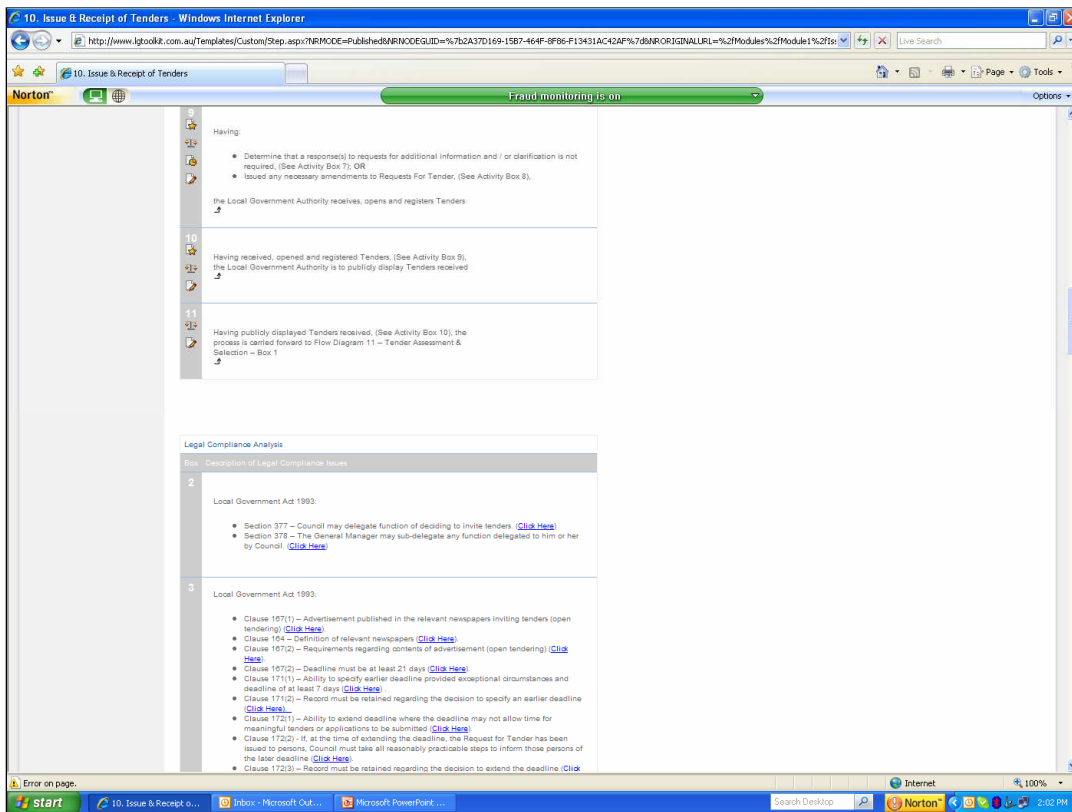 10. Issue & Receipt of Tenders - Windows Internet Explorer
http://www.lgtoolkit.com.au/Templates/Custom/Step.aspx?NRMODE=Published&NRNODEGUID=%7b2A37D169-15B7-464F-8F86-F13431AC42AF%7d&NRORIGINALURL=%2fModules%2fModule1%2fIs:
Live Search
10. Issue & Receipt of Tenders
Page
Tools
Norton™
Fraud monitoring is on
Options
9
Having:
Determine that a response(s) to requests for additional information and / or clarification is not
required, (See Activity Box 7); OR
Issued any necessary amendments to Requests For Tender, (See Activity Box 8),
the Local Government Authority receives, opens and registers Tenders
10
Having received, opened and registered Tenders, (See Activity Box 9),
the Local Government Authority is to publicly display Tenders received
11
Having publicly displayed Tenders received, (See Activity Box 10), the
process is carried forward to Flow Diagram 11 – Tender Assessment &
Selection – Box 1
Legal Compliance Analysis
Box Description of Legal Compliance Issues
2
Local Government Act 1993:
Section 377 – Council may delegate function of deciding to invite tenders. (Click Here)
Section 378 – The General Manager may sub-delegate any function delegated to him or her
by Council. (Click Here)
3
Local Government Act 1993:
Clause 167(1) – Advertisement published in the relevant newspapers inviting tenders (open
tendering) (Click Here).
Clause 164 – Definition of relevant newspapers (Click Here).
Clause 167(2) – Requirements regarding contents of advertisement (open tendering) (Click
Here).
Clause 167(2) – Deadline must be at least 21 days (Click Here).
Clause 171(1) – Ability to specify earlier deadline provided exceptional circumstances and
deadline of at least 7 days (Click Here) .
Clause 171(2) – Record must be retained regarding the decision to specify an earlier deadline
(Click Here).
Clause 172(1) – Ability to extend deadline where the deadline may not allow time for
meaningful tenders or applications to be submitted (Click Here).
Clause 172(2) - If, at the time of extending the deadline, the Request for Tender has been
issued to persons, Council must take all reasonably practicable steps to inform those persons of
the later deadline (Click Here).
Clause 172(3) – Record must be retained regarding the decision to extend the deadline (Click
Error on page.
Internet
100%
start
10. Issue & Receipt o...
Inbox - Microsoft Out...
Microsoft PowerPoint ...
Search Desktop
Norton™
2:02 PM